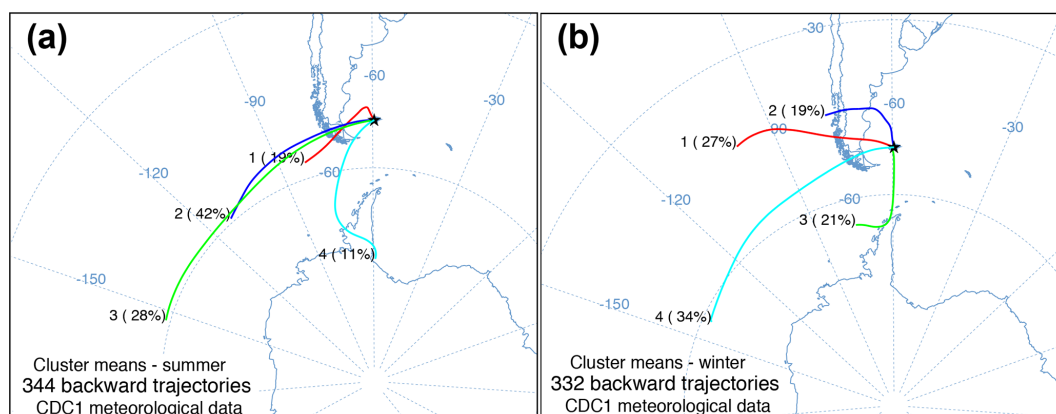 (a)
-60
-90
-30
1 ( 19%)
-60
-120
2 ( 42%)
4 ( 11%)
-150
3 ( 28%)
Cluster means - summer
344 backward trajectories
CDC1 meteorological data
(b)
-30
-60
2 ( 19%)
-90
-30
1 ( 27%)
-120
-60
3 ( 21%)
-150
4 ( 34%)
Cluster means - winter
332 backward trajectories
CDC1 meteorological data